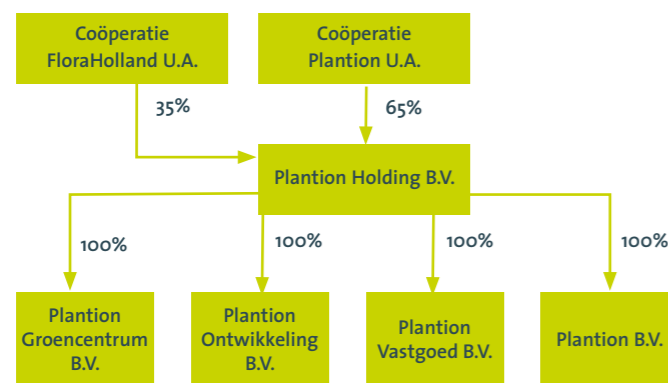 Coöperatie
FloraHolland U.A.
Coöperatie
Plantion U.A.
35%
65%
Plantion Holding B.V.
100%
100%
100%
100%
Plantion
Groencentrum
B.V.
Plantion
Ontwikkeling
B.V.
Plantion
Vastgoed B.V.
Plantion B.V.